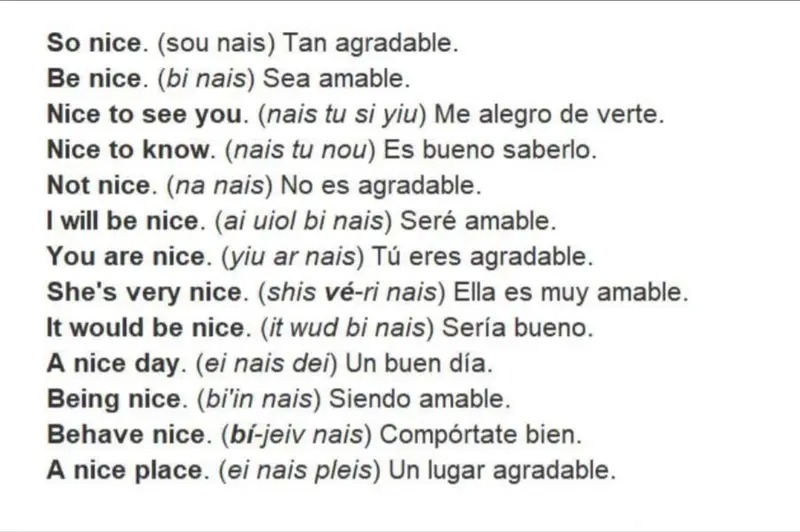 So nice. (sou nais) Tan agradable.
Be nice. (bi nais) Sea amable.
Nice to see you. (nais tu si yiu) Me alegro de verte.
Nice to know. (nais tu nou) Es bueno saberlo.
Not nice. (na nais) No es agradable.
I will be nice. (ai uiol bi nais) Seré amable.
You are nice. (yiu ar nais) Tú eres agradable.
She's very nice. (shis vé-ri nais) Ella es muy amable.
It would be nice. (it wud bi nais) Sería bueno.
A nice day. (ei nais dei) Un buen día.
Being nice. (bi'in nais) Siendo amable.
Behave nice. (bí-jeiv nais) Compórtate bien.
A nice place. (ei nais pleis) Un lugar agradable.